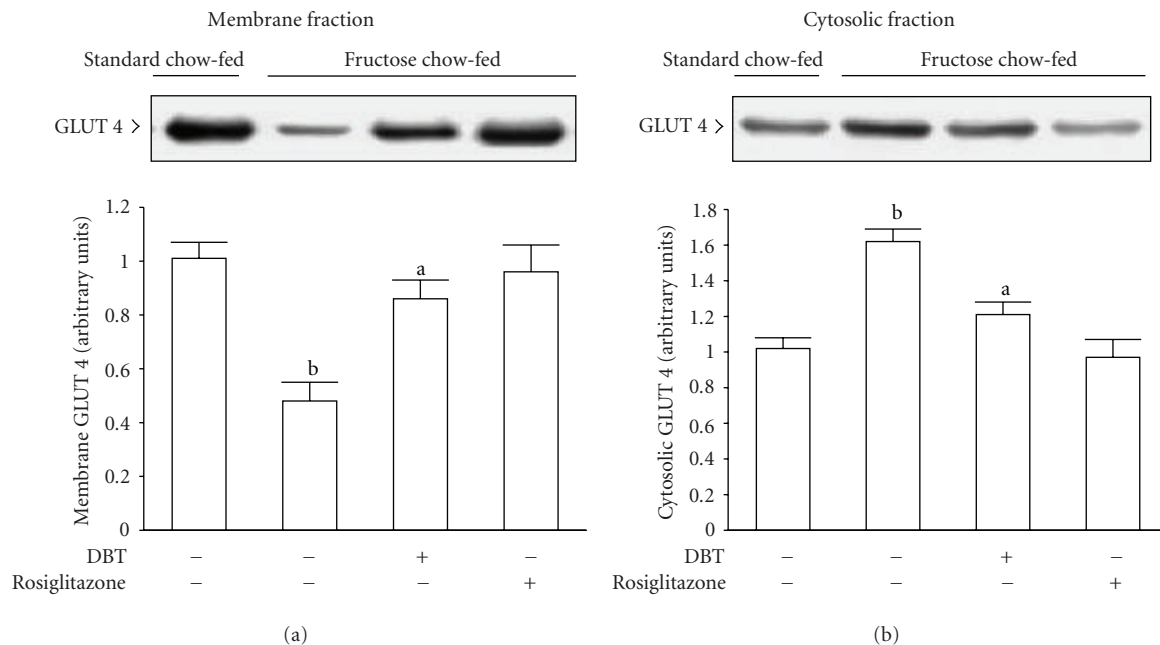 Membrane fraction
Standard chow-fed
Fructose chow-fed
GLUT 4
Membrane GLUT 4 (arbitrary units)
1.2
1
0.8
0.6
0.4
0.2
0
b
a
DBT
− − + −
Rosiglitazone
− − − +
(a)
Cytosolic fraction
Standard chow-fed
Fructose chow-fed
GLUT 4
Cytosolic GLUT 4 (arbitrary units)
1.8
1.6
1.4
1.2
1
0.8
0.6
0.4
0.2
0
b
a
DBT
− − + −
Rosiglitazone
− − − +
(b)